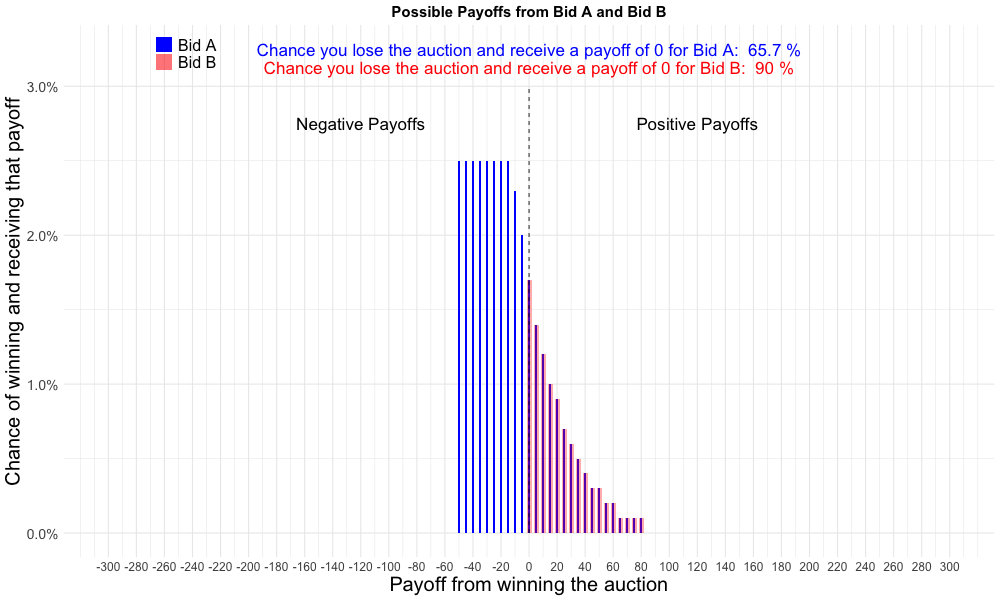 Possible Payoffs from Bid A and Bid B
Bid A
Bid B
Chance you lose the auction and receive a payoff of 0 for Bid A:  65.7 %
Chance you lose the auction and receive a payoff of 0 for Bid B:  90 %
Negative Payoffs
Positive Payoffs
Chance of winning and receiving that payoff
3.0%
2.0%
1.0%
0.0%
-300 -280 -260 -240 -220 -200 -180 -160 -140 -120 -100 -80 -60 -40 -20 0 20 40 60 80 100 120 140 160 180 200 220 240 260 280 300
Payoff from winning the auction